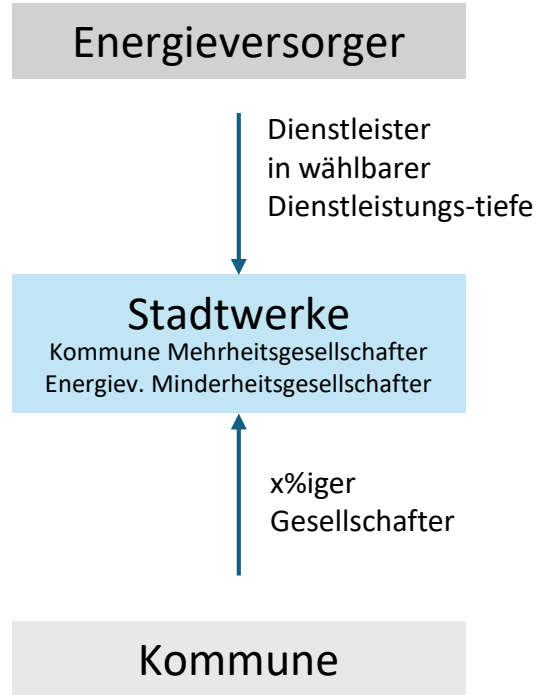 Energieversorger
Dienstleister
in wählbarer
Dienstleistungs-tiefe
Stadtwerke
Kommune Mehrheitsgesellschafter
Energiev. Minderheitsgesellschafter
x%iger
Gesellschafter
Kommune